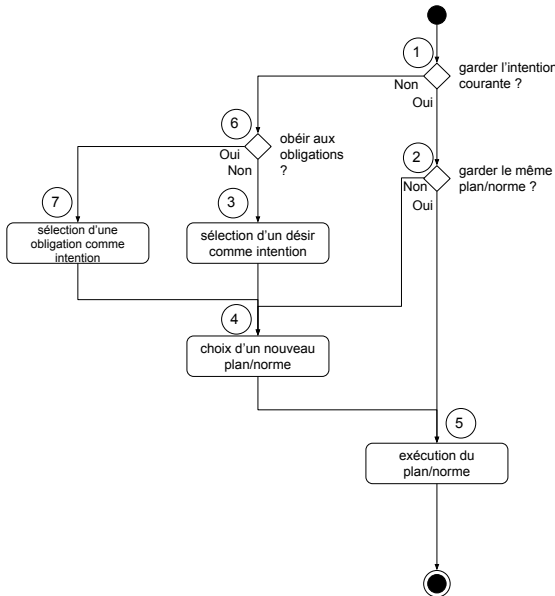 1
garder l'intention
courante ?
Non
Oui
6
obéir aux
obligations
?
Oui
Non
2
garder le même
plan/norme ?
Non
Oui
7
sélection d'une
obligation comme
intention
3
sélection d'un désir
comme intention
4
choix d'un nouveau
plan/norme
5
exécution du
plan/norme